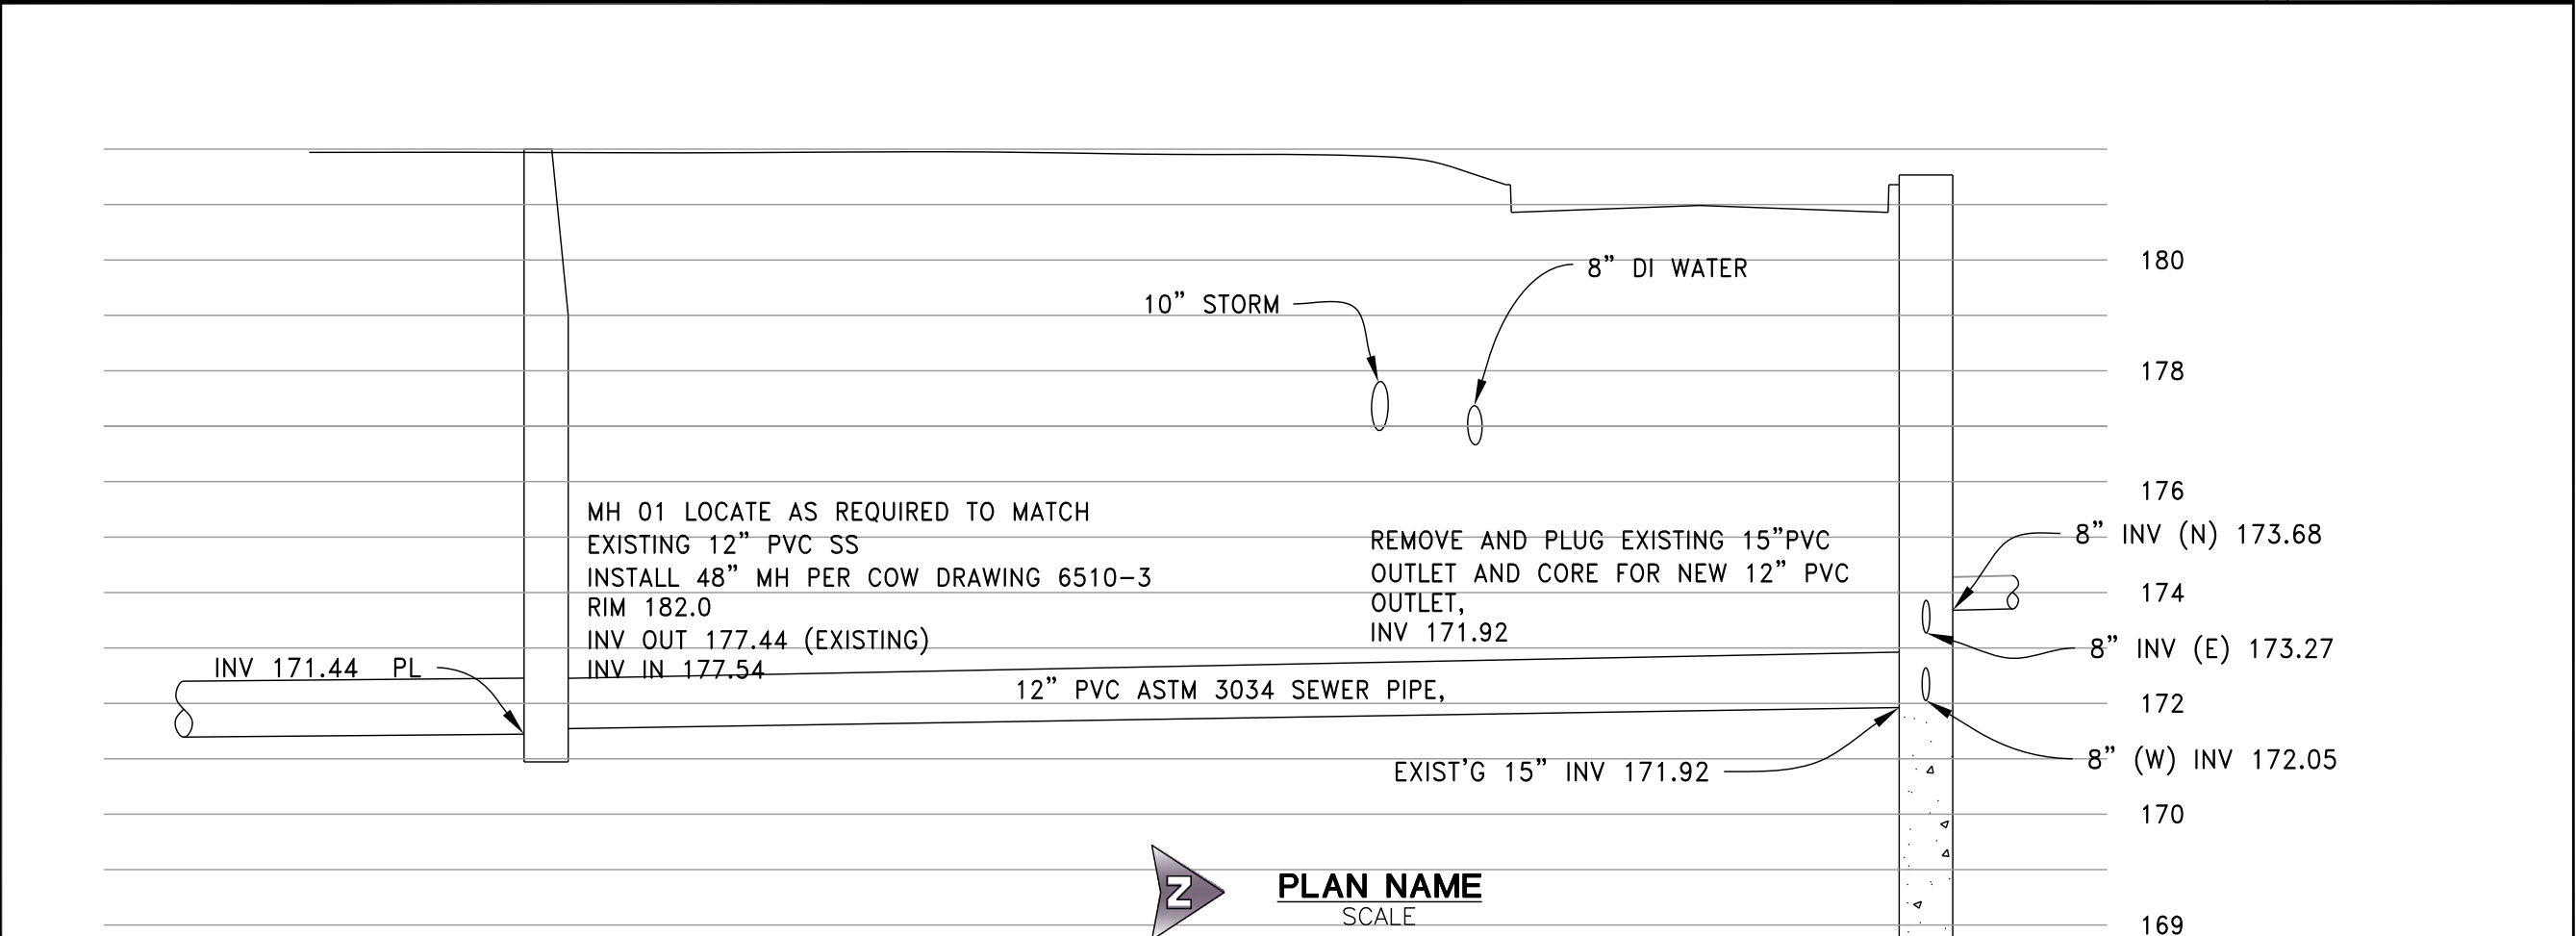 180
8” DI WATER
10” STORM
178
176
MH 01 LOCATE AS REQUIRED TO MATCH
EXISTING 12” PVC SS
INSTALL 48” MH PER COW DRAWING 6510-3
RIM 182.0
INV OUT 177.44 (EXISTING)
INV IN 177.54
REMOVE AND PLUG EXISTING 15”PVC
OUTLET AND CORE FOR NEW 12” PVC
OUTLET,
INV 171.92
8” INV (N) 173.68
174
8” INV (E) 173.27
INV 171.44 PL
12” PVC ASTM 3034 SEWER PIPE,
172
EXIST'G 15” INV 171.92
8” (W) INV 172.05
170
Z
PLAN NAME
SCALE
169